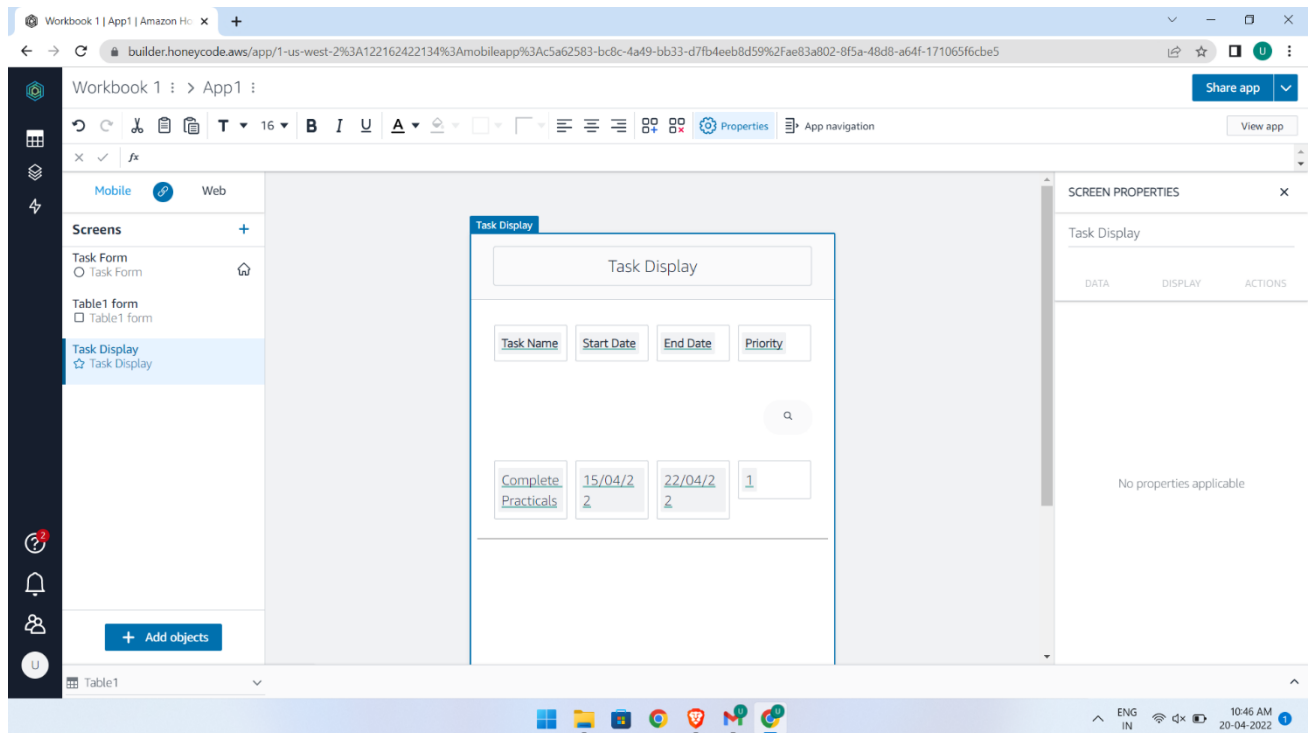 Workbook 1 | App1 | Amazon Ho
builder.honeycode.aws/app/1-us-west-2%3A122162422134%3Amobileapp%3Ac5a62583-bc8c-4a49-bb33-d7fb4eeb8d59%2Fae83a802-8f5a-48d8-a64f-171065f6cbe5
U
Workbook 1 > App1
Share app
T 16 B I U A Properties App navigation
View app
fx
Mobile Web
SCREEN PROPERTIES
Screens
Task Display
Task Display
Task Form
Task Form
Task Display
DATA DISPLAY ACTIONS
Table1 form
Table1 form
Task Name Start Date End Date Priority
Task Display
Task Display
Complete 15/04/2 22/04/2 1
Practicals 2 2
No properties applicable
2
Add objects
U
Table1
U
U
ENG
IN
10:46 AM
20-04-2022
1